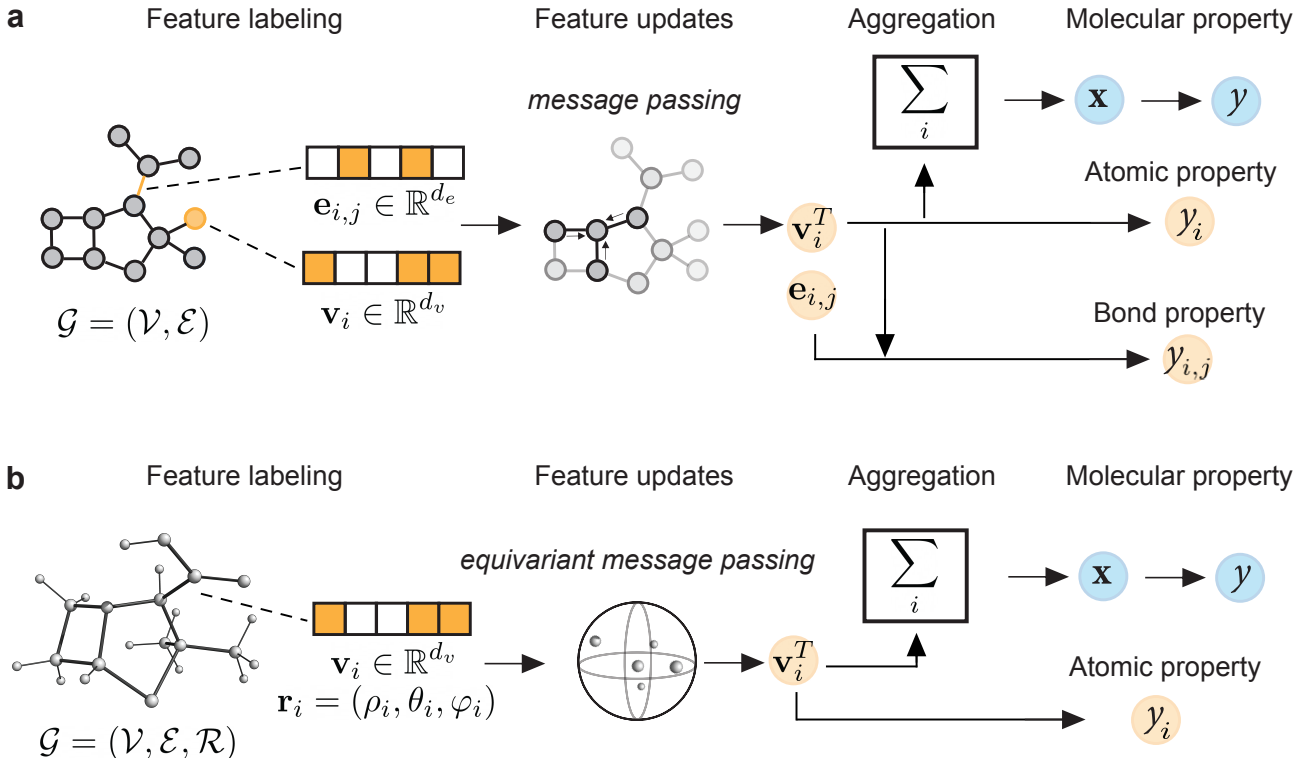 a
Feature labeling
Feature updates
Aggregation
Molecular property
message passing
∑
i
x
y
e_{i,j} ∈ ℝ^{d_e}
v_i ∈ ℝ^{d_v}
𝒢 = (𝒱, ℰ)
v_i^T
e_{i,j}
Atomic property
y_i
Bond property
y_{i,j}
b
Feature labeling
Feature updates
Aggregation
Molecular property
equivariant message passing
∑
i
x
y
v_i ∈ ℝ^{d_v}
r_i = (ρ_i, θ_i, φ_i)
𝒢 = (𝒱, ℰ, ℛ)
v_i^T
Atomic property
y_i